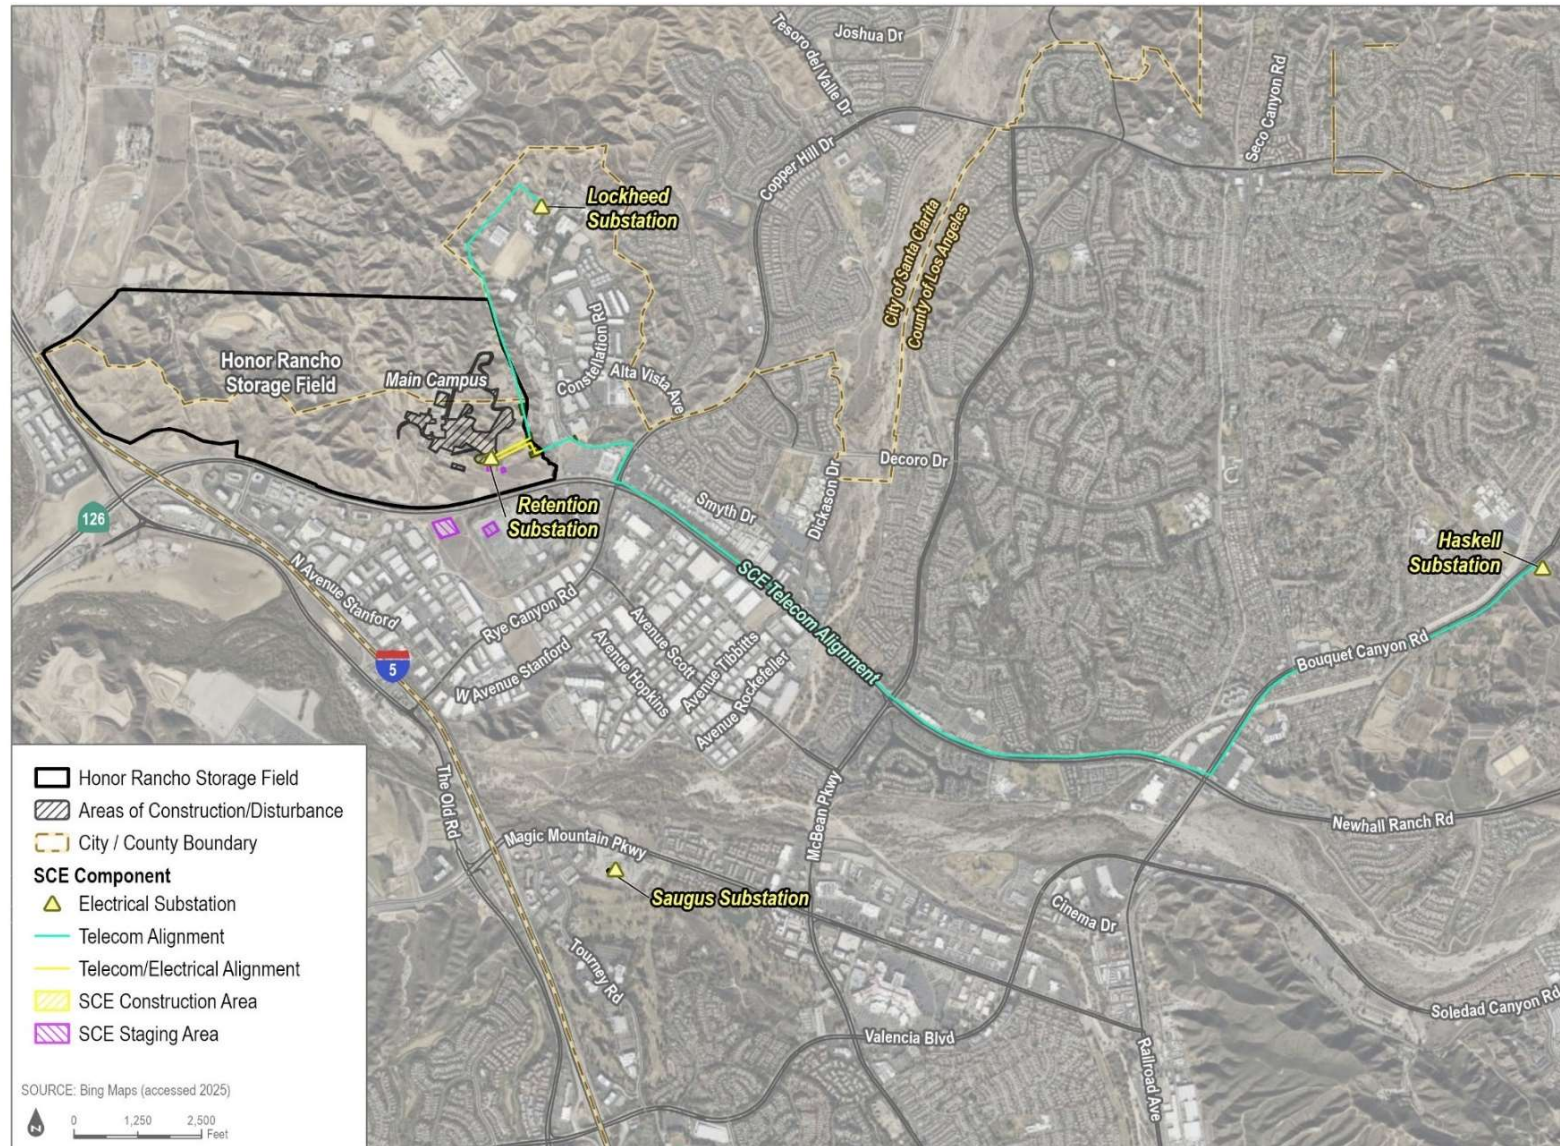 Joshua Dr
Tesoro del Valle Dr
Seco Canyon Rd
Copper Hill Dr
Lockheed
Substation
City of Santa Clarita
County of Los Angeles
Constellation Rd
Honor Rancho
Storage Field
Main Campus
Alta Vista Ave
Decoro Dr
Dickason Dr
Smyth Dr
Retention
Substation
126
Haskell
Substation
N Avenue Stanford
SCE Telecom Alignment
Rye Canyon Rd
Avenue Scott
Avenue Tibbitts
W Avenue Stanford
Avenue Hopkins
Avenue Rockefeller
Bouquet Canyon Rd
5
The Old Rd
McBean Pkwy
Newhall Ranch Rd
Magic Mountain Pkwy
Saugus Substation
Cinema Dr
Tourney Rd
Soledad Canyon Rd
Valencia Blvd
Railroad Ave
Honor Rancho Storage Field
Areas of Construction/Disturbance
City / County Boundary
SCE Component
Electrical Substation
Telecom Alignment
Telecom/Electrical Alignment
SCE Construction Area
SCE Staging Area
SOURCE: Bing Maps (accessed 2025)
N
0 1,250 2,500
Feet